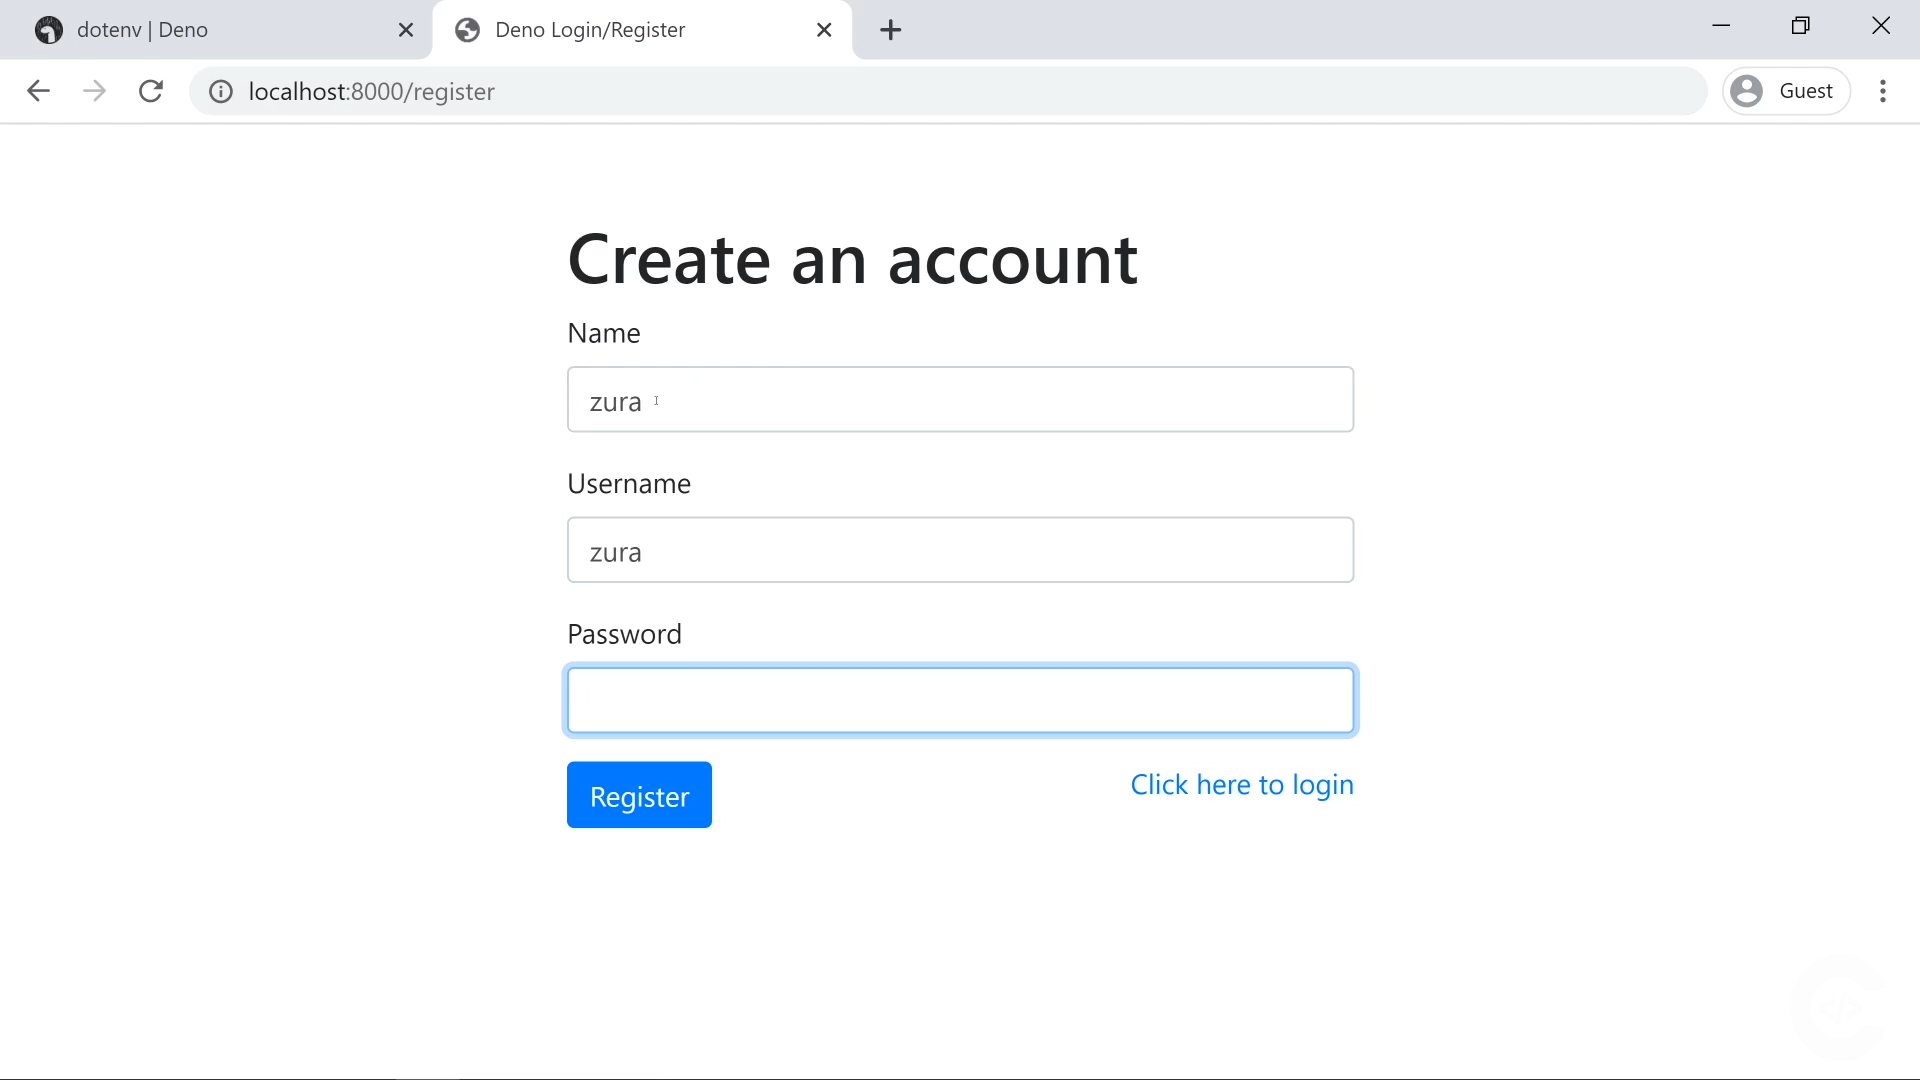 dotenv | Deno
Deno Login/Register
localhost:8000/register
Guest
Create an account
Name
zura
Username
zura
Password
Register
Click here to login